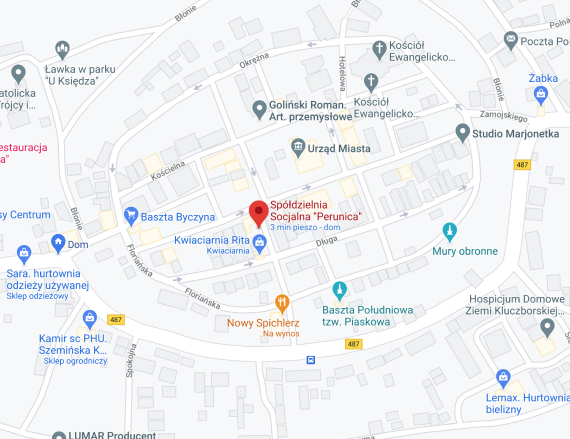 Błonie
Błonie
Kościół
Ewangelicko...
Poczta Po
Ławka w parku
"U Księdza"
Okrężna
Hotelowa
atolicka
Trójcy i...
Żabka
Goliński Roman.
Art. przemysłowe
Kościół
Ewangelicko...
Zamojskiego
Studio Marjonetka
estauracja
a"
Urząd Miasta
Kościelna
487
Spółdzielnia
Socjalna "Perunica"
3 min pieszo - dom
Błonie
sy Centrum
Baszta Byczyna
Dom
Kwiaciarnia Rita
Kwiaciarnia
Długa
Mury obronne
Floriańska
Sara. hurtownia
odzieży używanej
Sklep odzieżowy
Floriańska
Baszta Południowa
tzw. Piaskowa
Hospicjum Domowe
Ziemi Kluczborskiej...
487
Nowy Spichlerz
Na wynos
Kamir sc PHU.
Szemińska K...
Sklep ogrodniczy
487
Spokojna
Lemax. Hurtownia
bielizny
LUMAR Producent